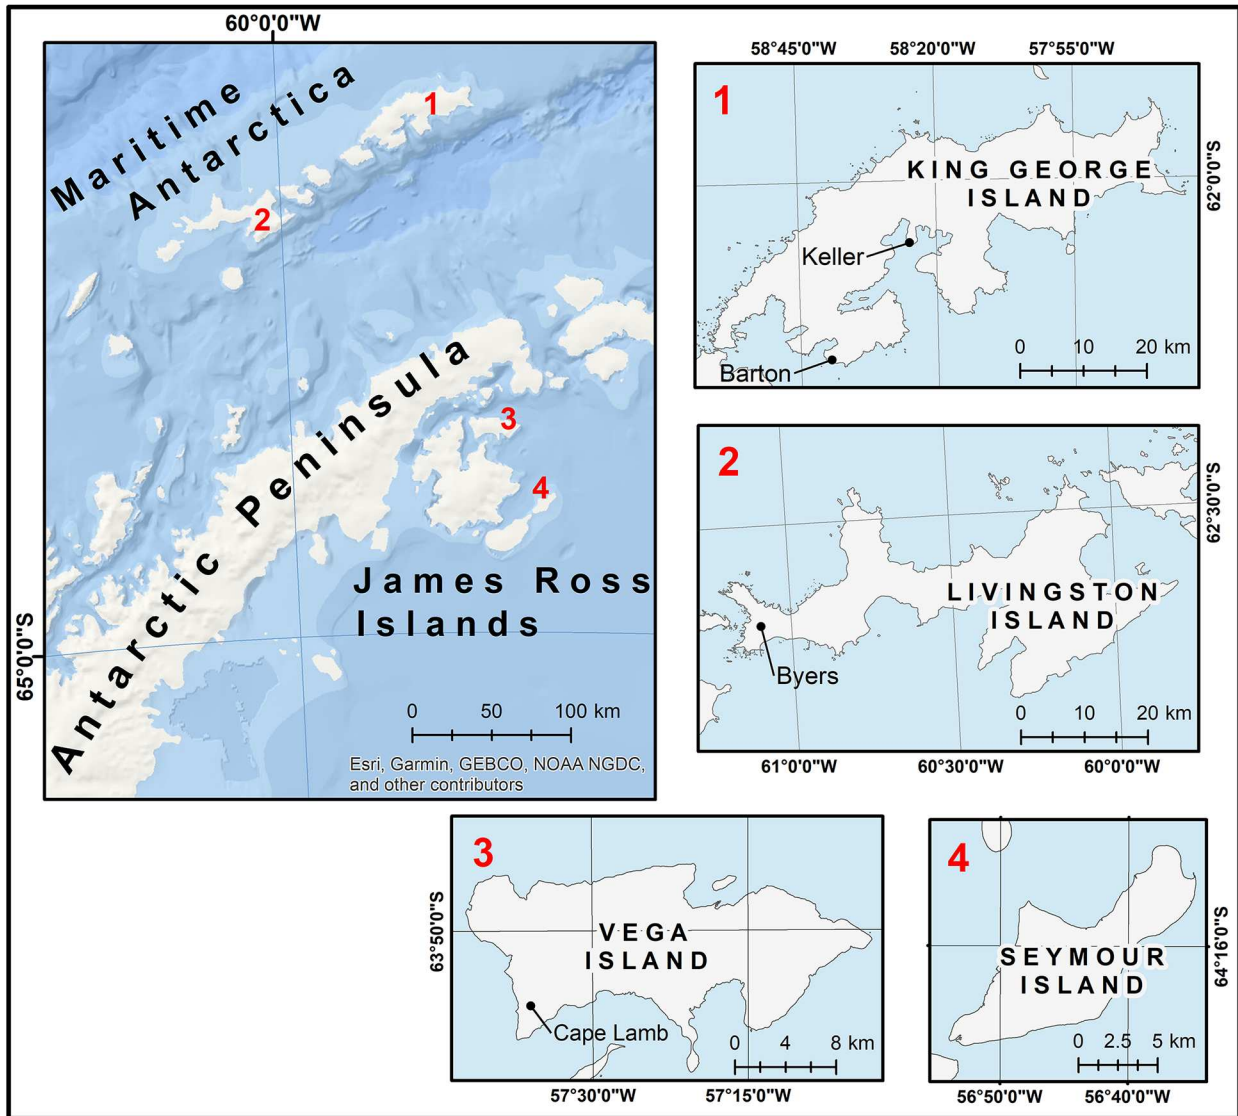 60°0'0"W
Maritime
Antarctica
1
2
Antarctic Peninsula
3
4
James Ross
Islands
65°0'0"S
0 50 100 km
Esri, Garmin, GEBCO, NOAA NGDC,
and other contributors
58°45'0"W 58°20'0"W 57°55'0"W
1
KING GEORGE
ISLAND
62°0'0"S
Keller
Barton
0 10 20 km
2
62°30'0"S
LIVINGSTON
ISLAND
Byers
0 10 20 km
61°0'0"W 60°30'0"W 60°0'0"W
3
63°50'0"S
VEGA
ISLAND
Cape Lamb
0 4 8 km
57°30'0"W 57°15'0"W
4
SEYMOUR
ISLAND
64°16'0"S
0 2.5 5 km
56°50'0"W 56°40'0"W